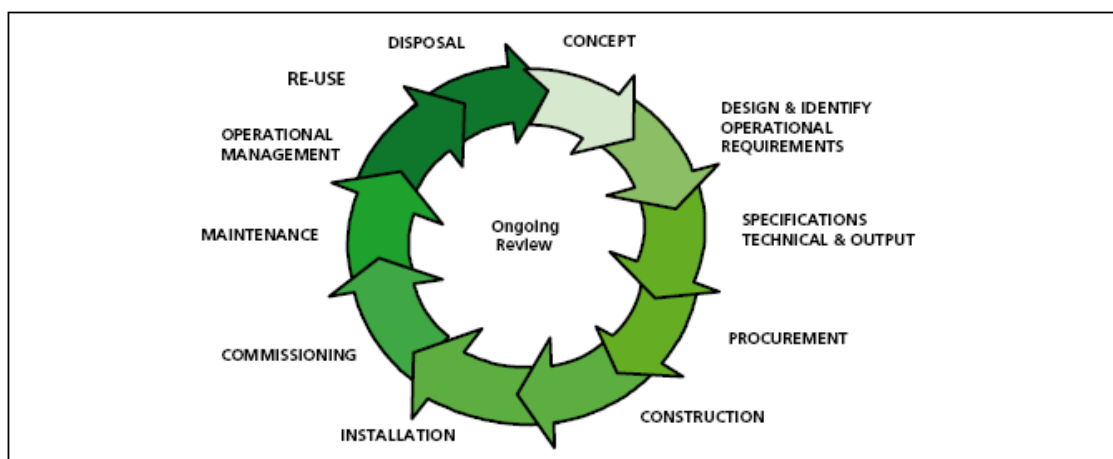 DISPOSAL
CONCEPT
RE-USE
DESIGN & IDENTIFY
OPERATIONAL
REQUIREMENTS
OPERATIONAL
MANAGEMENT
SPECIFICATIONS
TECHNICAL & OUTPUT
MAINTENANCE
Ongoing
Review
PROCUREMENT
COMMISSIONING
CONSTRUCTION
INSTALLATION